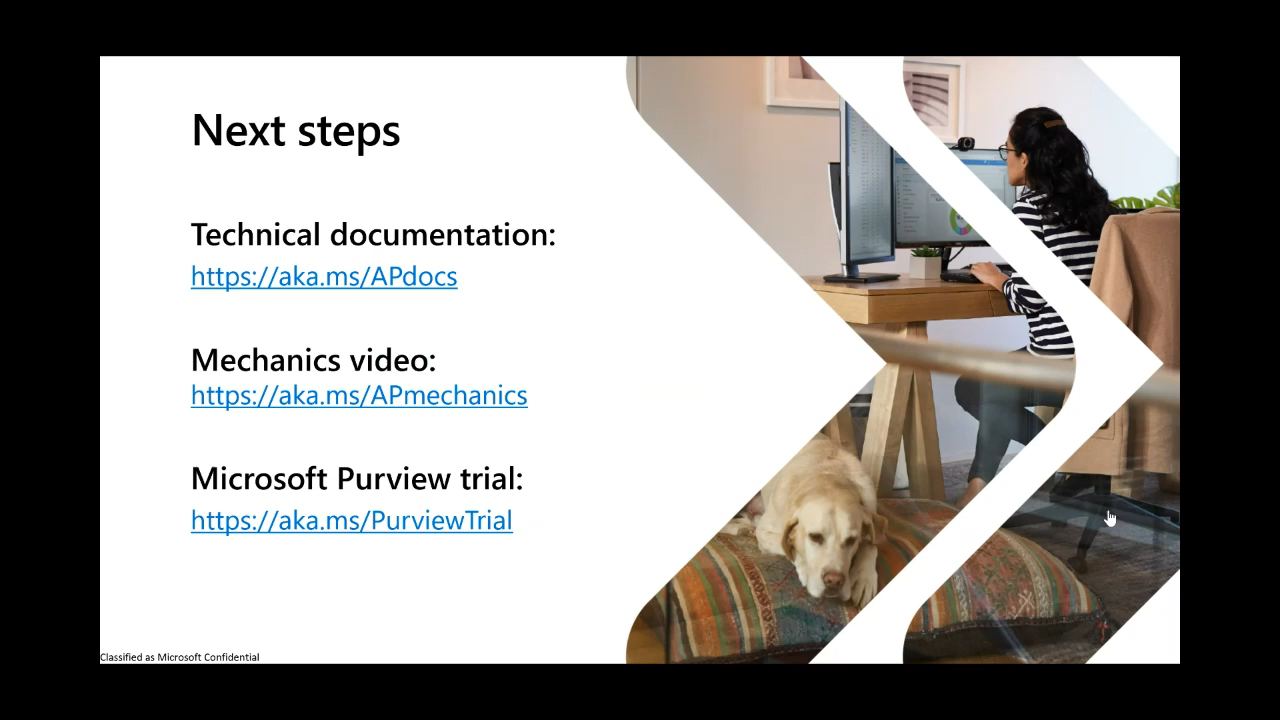 Next steps
Technical documentation:
https://aka.ms/APdocs
Mechanics video:
https://aka.ms/APmechanics
Microsoft Purview trial:
https://aka.ms/PurviewTrial
Classified as Microsoft Confidential